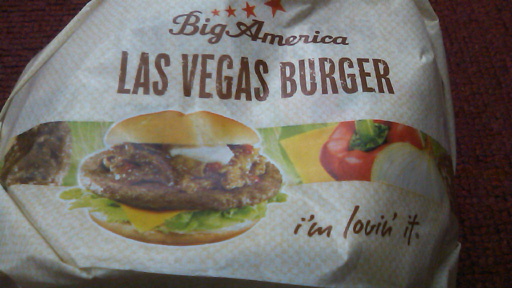 Big America
LAS VEGAS BURGER
i'm lovin' it.